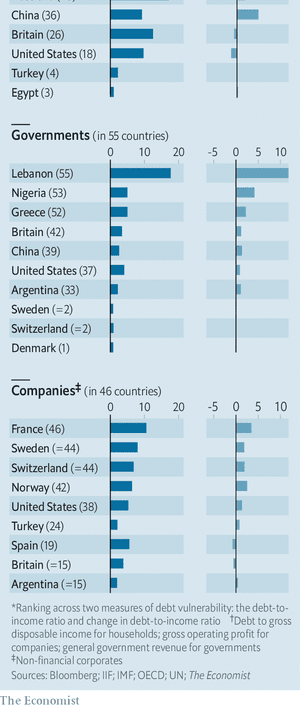 China (36)
Britain (26)
United States (18)
Turkey (4)
Egypt (3)
Governments (in 55 countries)
0 10 20 -5 0 5 10
Lebanon (55)
Nigeria (53)
Greece (52)
Britain (42)
China (39)
United States (37)
Argentina (33)
Sweden (=2)
Switzerland (=2)
Denmark (1)
Companies‡ (in 46 countries)
0 10 20 -5 0 5 10
France (46)
Sweden (=44)
Switzerland (=44)
Norway (42)
United States (38)
Turkey (24)
Spain (19)
Britain (=15)
Argentina (=15)
*Ranking across two measures of debt vulnerability: the debt-to-
income ratio and change in debt-to-income ratio †Debt to gross
disposable income for households; gross operating profit for
companies; general government revenue for governments
‡Non-financial corporates
Sources: Bloomberg; IIF; IMF; OECD; UN; The Economist
The Economist